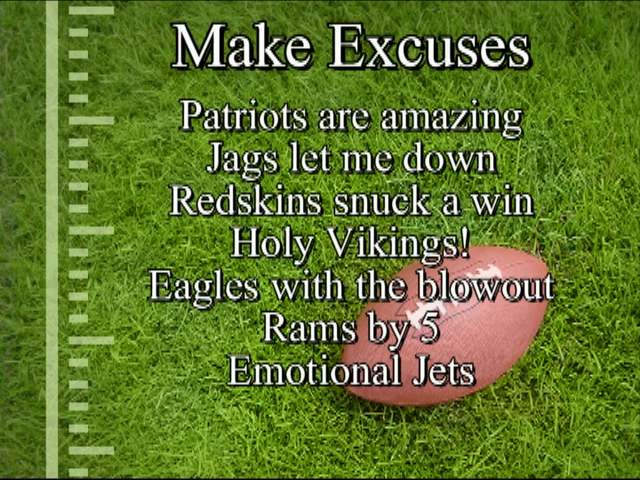 Make Excuses
Patriots are amazing
Jags let me down
Redskins snuck a win
Holy Vikings!
Eagles with the blowout
Rams by 5
Emotional Jets